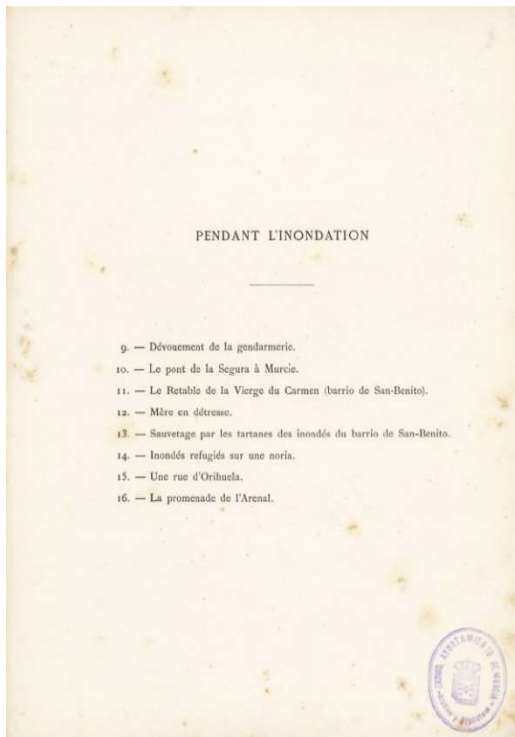 PENDANT L'INONDATION
9. — Dévouement de la gendarmerie.
10. — Le pont de la Segura à Murcie.
11. — Le Retable de la Vierge du Carmen (barrio de San-Benito).
12. — Mère en détresse.
13. — Sauvetage par les tartanes des inondés du barrio de San-Benito.
14. — Inondés refugiés sur une noria.
15. — Une rue d'Orihuela.
16. — La promenade de l'Arenal.
AYUNTAMIENTO DE MURCIA